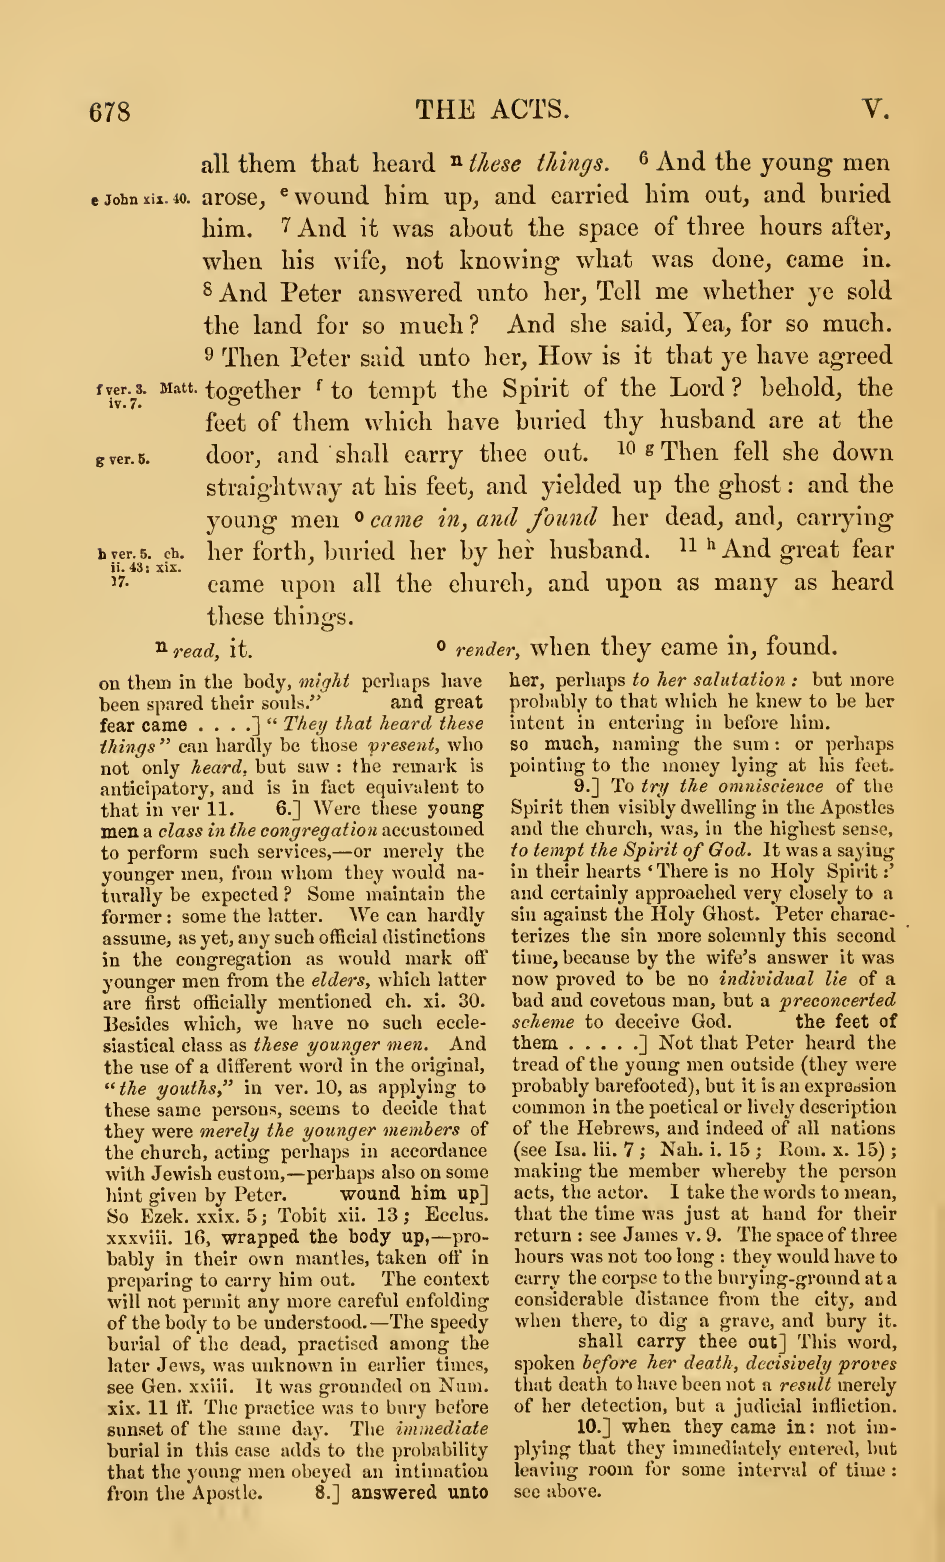 678 THE ACTS. V.
all them that heard n these things. 6 And the young men
e John xix. 40. arose, e wound him up, and carried him out, and buried
him. 7 And it was about the space of three hours after,
when his wife, not knowing what was done, came in.
8 And Peter answered unto her, Tell me whether ye sold
the land for so much? And she said, Yea, for so much.
9 Then Peter said unto her, How is it that ye have agreed
f ver. 3. Matt. iv. 7. together f to tempt the Spirit of the Lord? behold, the
feet of them which have buried thy husband are at the
g ver. 5. door, and shall carry thee out. 10 g Then fell she down
straightway at his feet, and yielded up the ghost: and the
young men o came in, and found her dead, and, carrying
h ver. 5. ch. ii. 43: xix. 17. her forth, buried her by her husband. 11 h And great fear
came upon all the church, and upon as many as heard
these things.
n read, it. o render, when they came in, found.
on them in the body, might perhaps have
been spared their souls." and great
fear came . . . .] "They that heard these
things" can hardly be those present, who
not only heard, but saw: the remark is
anticipatory, and is in fact equivalent to
that in ver 11. 6.] Were these young
men a class in the congregation accustomed
to perform such services,—or merely the
younger men, from whom they would na-
turally be expected? Some maintain the
former: some the latter. We can hardly
assume, as yet, any such official distinctions
in the congregation as would mark off
younger men from the elders, which latter
are first officially mentioned ch. xi. 30.
Besides which, we have no such eccle-
siastical class as these younger men. And
the use of a different word in the original,
"the youths," in ver. 10, as applying to
these same persons, seems to decide that
they were merely the younger members of
the church, acting perhaps in accordance
with Jewish custom,—perhaps also on some
hint given by Peter. wound him up]
So Ezek. xxix. 5; Tobit xii. 13; Ecclus.
xxxviii. 16, wrapped the body up,—pro-
bably in their own mantles, taken off in
preparing to carry him out. The context
will not permit any more careful enfolding
of the body to be understood.—The speedy
burial of the dead, practised among the
later Jews, was unknown in earlier times,
see Gen. xxiii. It was grounded on Num.
xix. 11 ff. The practice was to bury before
sunset of the same day. The immediate
burial in this case adds to the probability
that the young men obeyed an intimation
from the Apostle. 8.] answered unto
her, perhaps to her salutation: but more
probably to that which he knew to be her
intent in entering in before him.
so much, naming the sum: or perhaps
pointing to the money lying at his feet.
9.] To try the omniscience of the
Spirit then visibly dwelling in the Apostles
and the church, was, in the highest sense,
to tempt the Spirit of God. It was a saying
in their hearts 'There is no Holy Spirit:'
and certainly approached very closely to a
sin against the Holy Ghost. Peter charac-
terizes the sin more solemnly this second
time, because by the wife's answer it was
now proved to be no individual lie of a
bad and covetous man, but a preconcerted
scheme to deceive God. the feet of
them . . . . .] Not that Peter heard the
tread of the young men outside (they were
probably barefooted), but it is an expression
common in the poetical or lively description
of the Hebrews, and indeed of all nations
(see Isa. lii. 7; Nah. i. 15; Rom. x. 15);
making the member whereby the person
acts, the actor. I take the words to mean,
that the time was just at hand for their
return: see James v. 9. The space of three
hours was not too long: they would have to
carry the corpse to the burying-ground at a
considerable distance from the city, and
when there, to dig a grave, and bury it.
shall carry thee out] This word,
spoken before her death, decisively proves
that death to have been not a result merely
of her detection, but a judicial infliction.
10.] when they came in: not im-
plying that they immediately entered, but
leaving room for some interval of time:
see above.